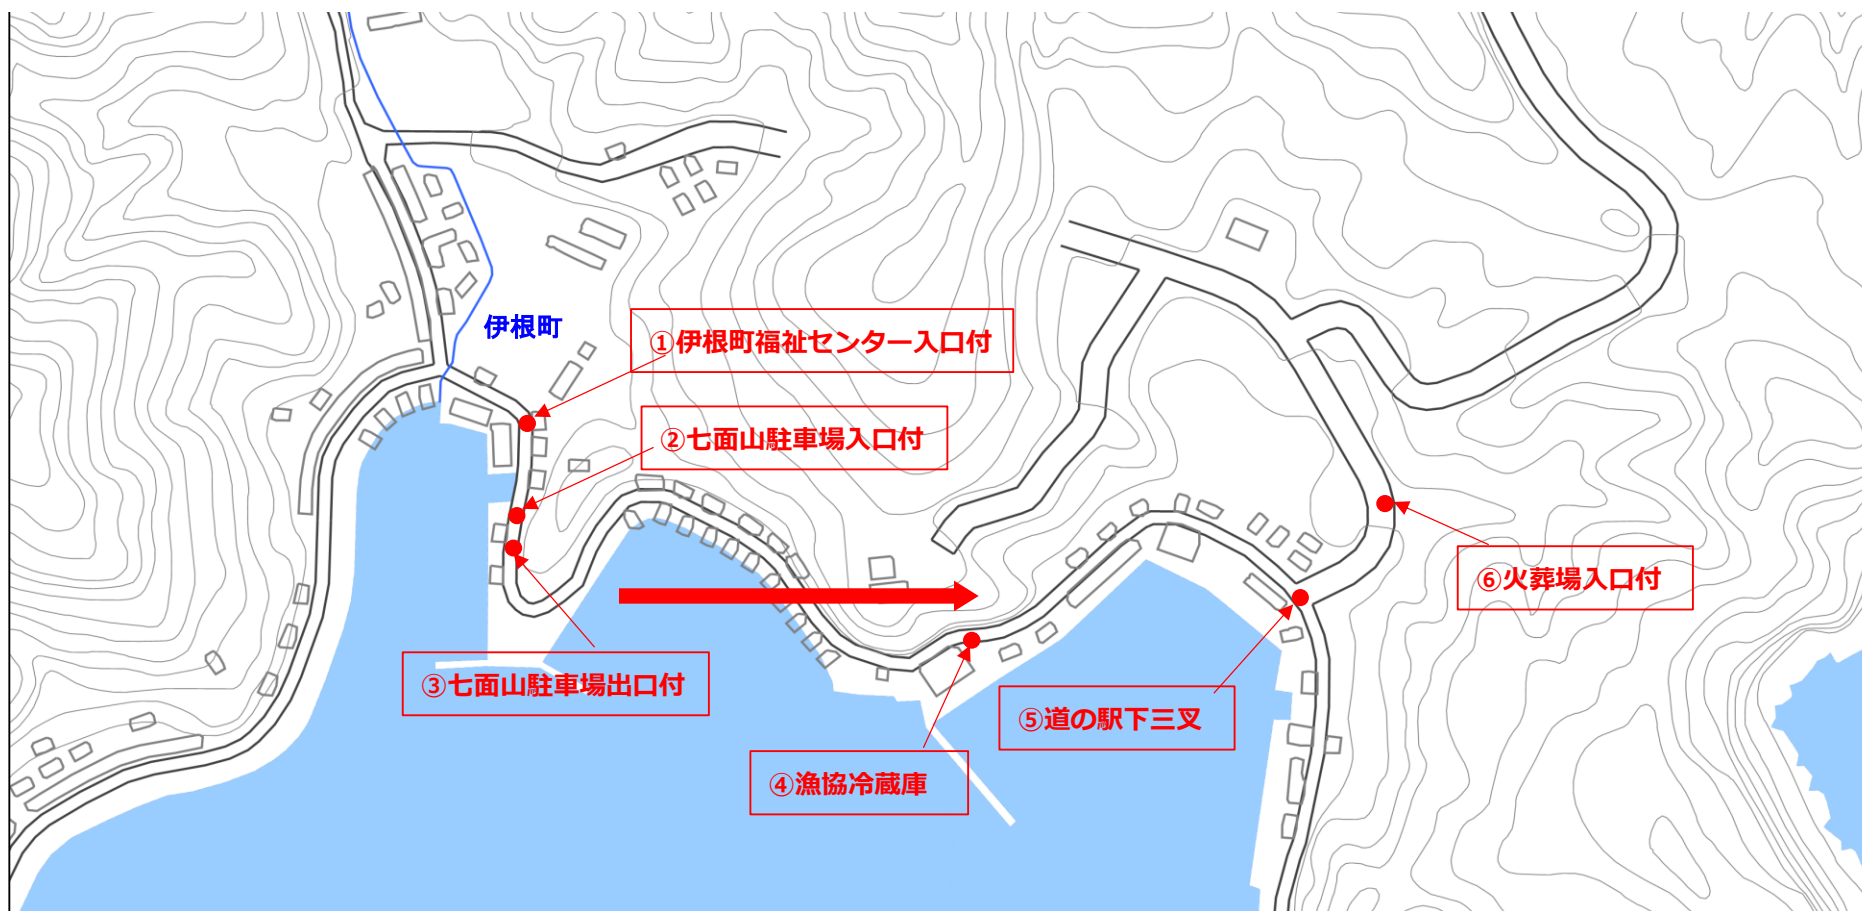 伊根町
①伊根町福祉センター入口付
②七面山駐車場入口付
③七面山駐車場出口付
④漁協冷蔵庫
⑤道の駅下三叉
⑥火葬場入口付